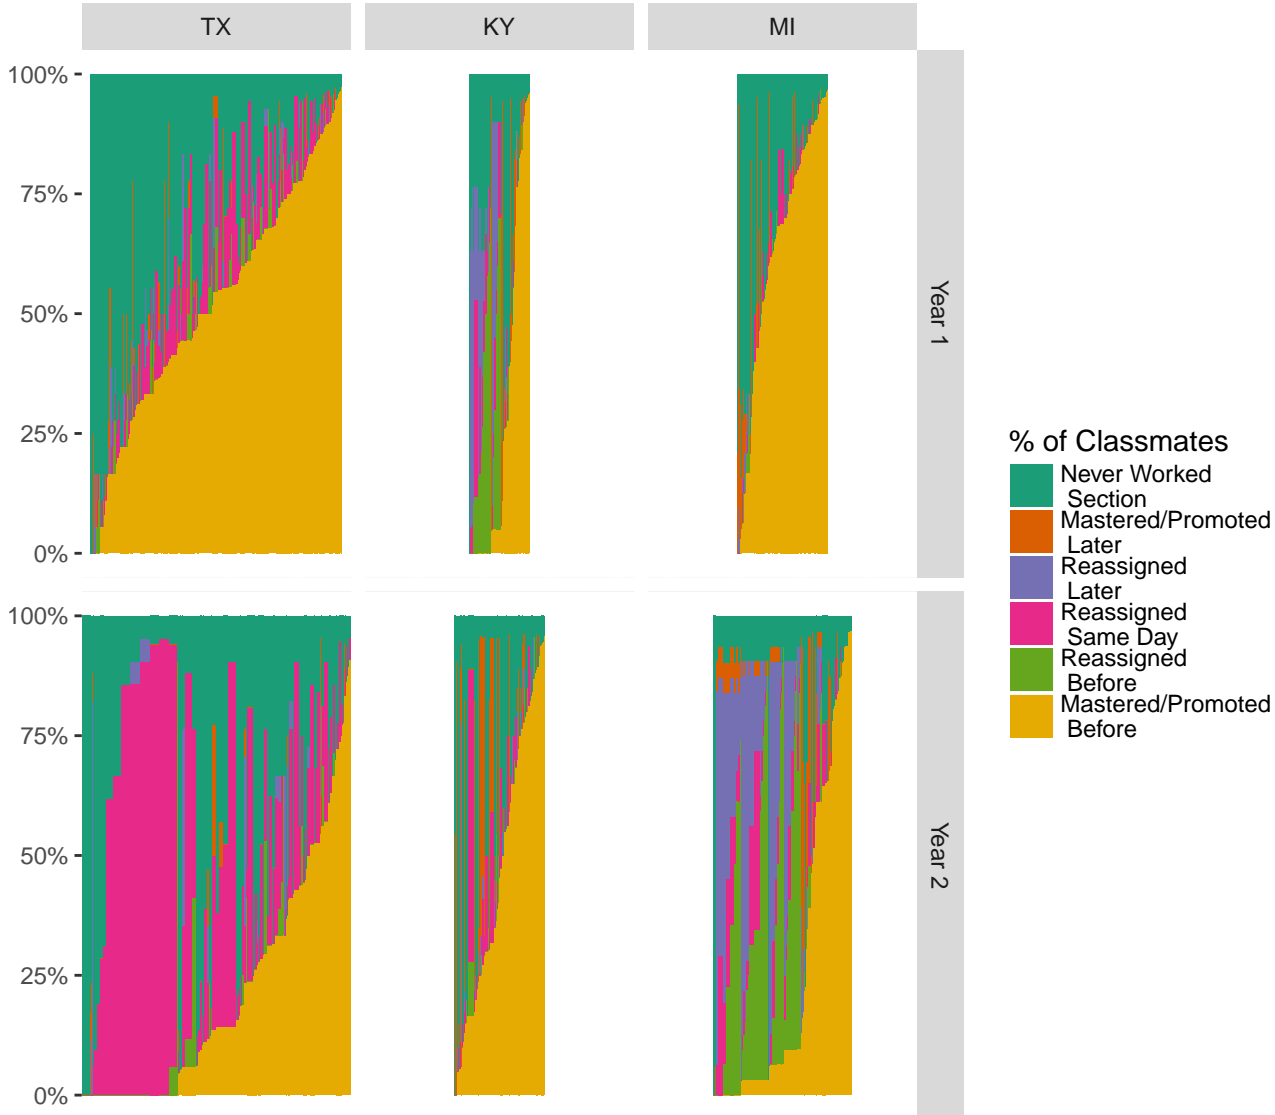 TX
KY
MI
100%
75%
50%
25%
0%
Year 1
100%
75%
50%
25%
0%
Year 2
% of Classmates
Never Worked
Section
Mastered/Promoted
Later
Reassigned
Later
Reassigned
Same Day
Reassigned
Before
Mastered/Promoted
Before